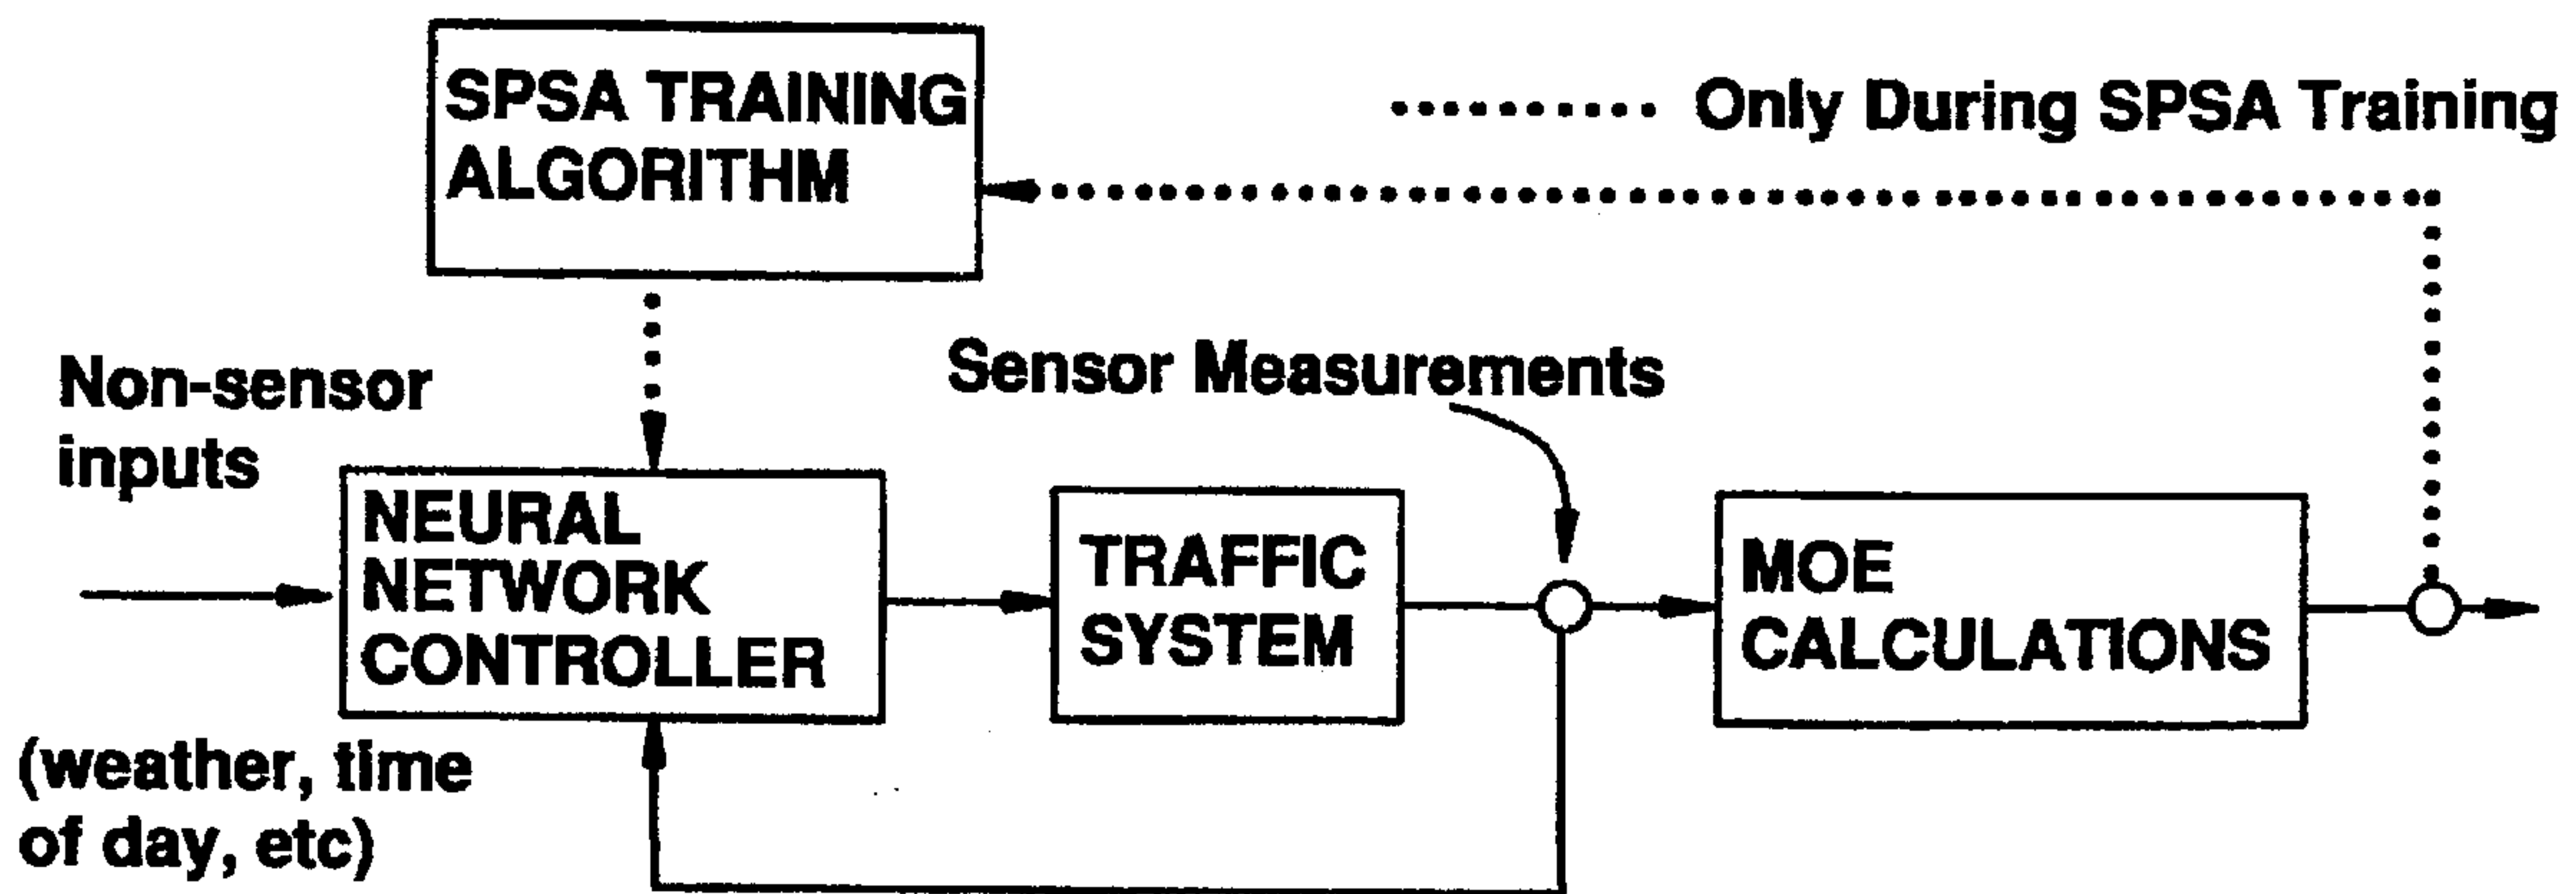 SPSA TRAINING
ALGORITHM
Only During SPSA Training
Non-sensor
inputs
Sensor Measurements
NEURAL
NETWORK
CONTROLLER
TRAFFIC
SYSTEM
MOE
CALCULATIONS
(weather, time
of day, etc)